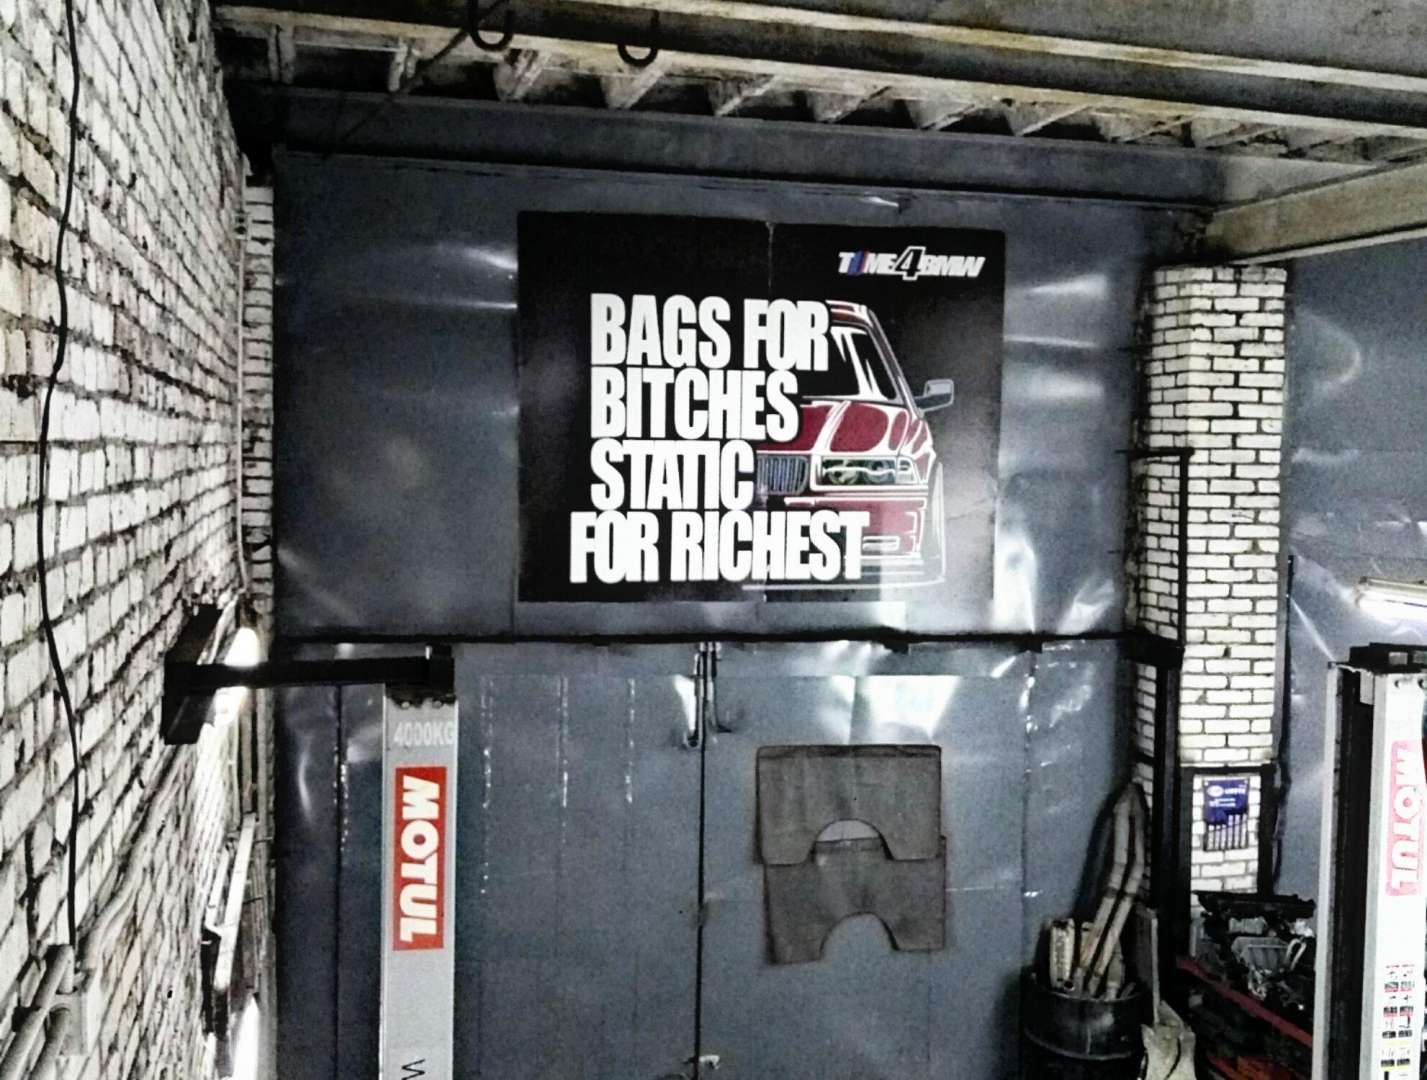 TIME4BMW
BAGS FOR
BITCHES
STATIC
FOR RICHEST
4000KG
MOTUL
MOTUL